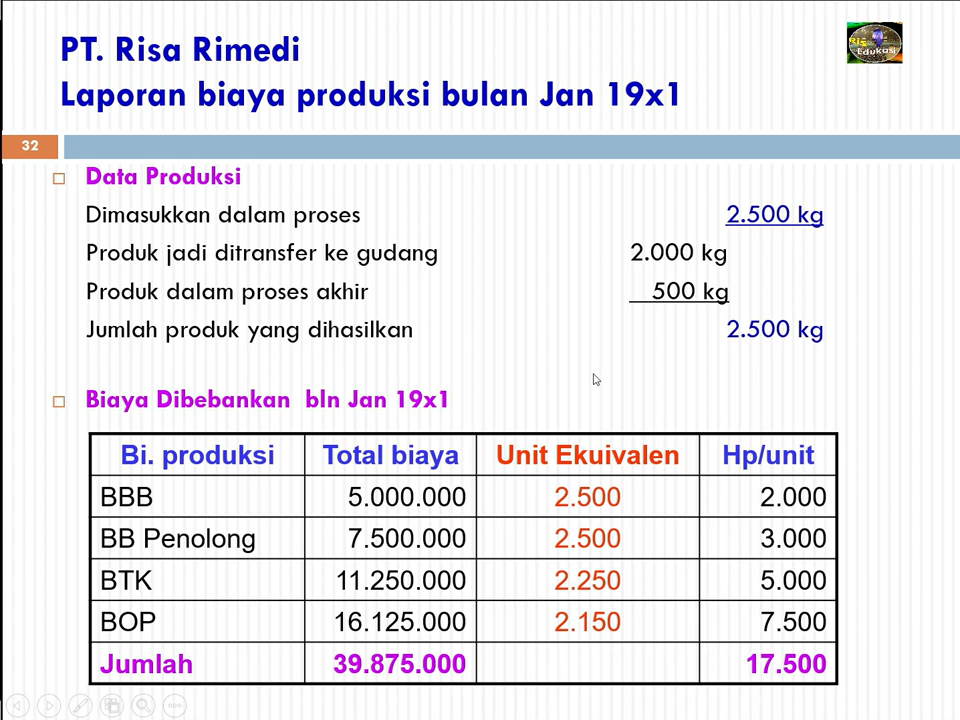 PT. Risa Rimedi
Laporan biaya produksi bulan Jan 19x1
Edukasi
32
Data Produksi
Dimasukkan dalam proses 2.500 kg
Produk jadi ditransfer ke gudang 2.000 kg
Produk dalam proses akhir 500 kg
Jumlah produk yang dihasilkan 2.500 kg
Biaya Dibebankan bln Jan 19x1
Bi. produksi Total biaya Unit Ekuivalen Hp/unit
BBB 5.000.000 2.500 2.000
BB Penolong 7.500.000 2.500 3.000
BTK 11.250.000 2.250 5.000
BOP 16.125.000 2.150 7.500
Jumlah 39.875.000 17.500